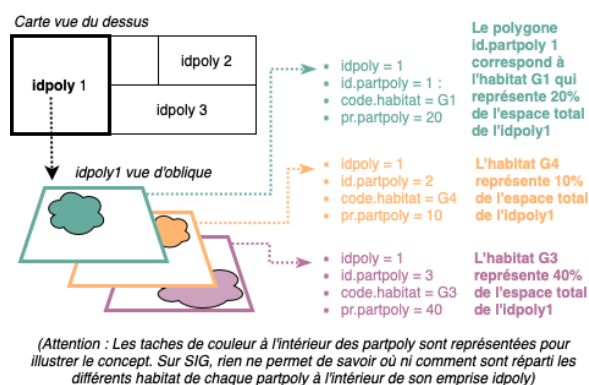 Carte vue du dessus
idpoly 1
idpoly 2
idpoly 3
idpoly1 vue d'oblique
• idpoly = 1
• id.partpoly = 1 :
• code.habitat = G1
• pr.partpoly = 20
Le polygone
id.partpoly 1
correspond à
l'habitat G1 qui
représente 20%
de l'espace total
de l'idpoly1
• idpoly = 1
• id.partpoly = 2
• code.habitat = G4
• pr.partpoly = 10
L'habitat G4
représente 10%
de l'espace total
de l'idpoly1
• idpoly = 1
• id.partpoly = 3
• code.habitat = G3
• pr.partpoly = 40
L'habitat G3
représente 40%
de l'espace total
de l'idpoly1
(Attention : Les taches de couleur à l'intérieur des partpoly sont représentées pour
illustrer le concept. Sur SIG, rien ne permet de savoir où ni comment sont réparti les
différents habitat de chaque partpoly à l'intérieur de son emprise idpoly)